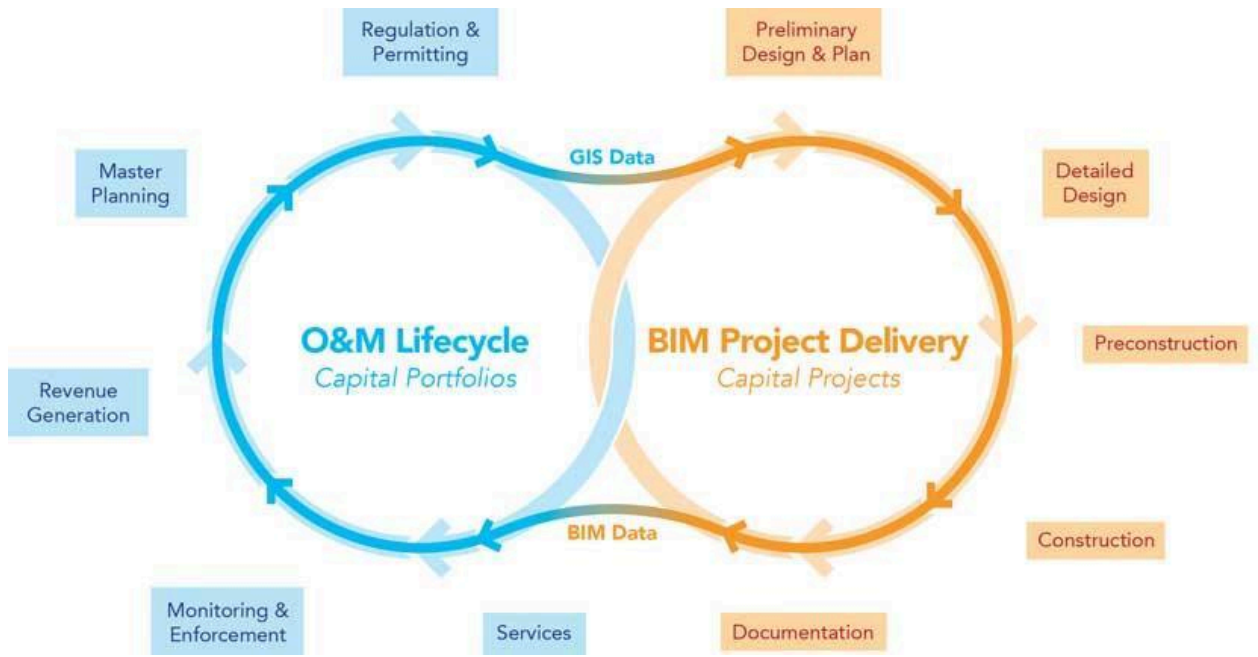 Regulation &
Permitting
Preliminary
Design & Plan
GIS Data
Master
Planning
Detailed
Design
O&M Lifecycle
Capital Portfolios
BIM Project Delivery
Capital Projects
Preconstruction
Revenue
Generation
BIM Data
Construction
Monitoring &
Enforcement
Services
Documentation